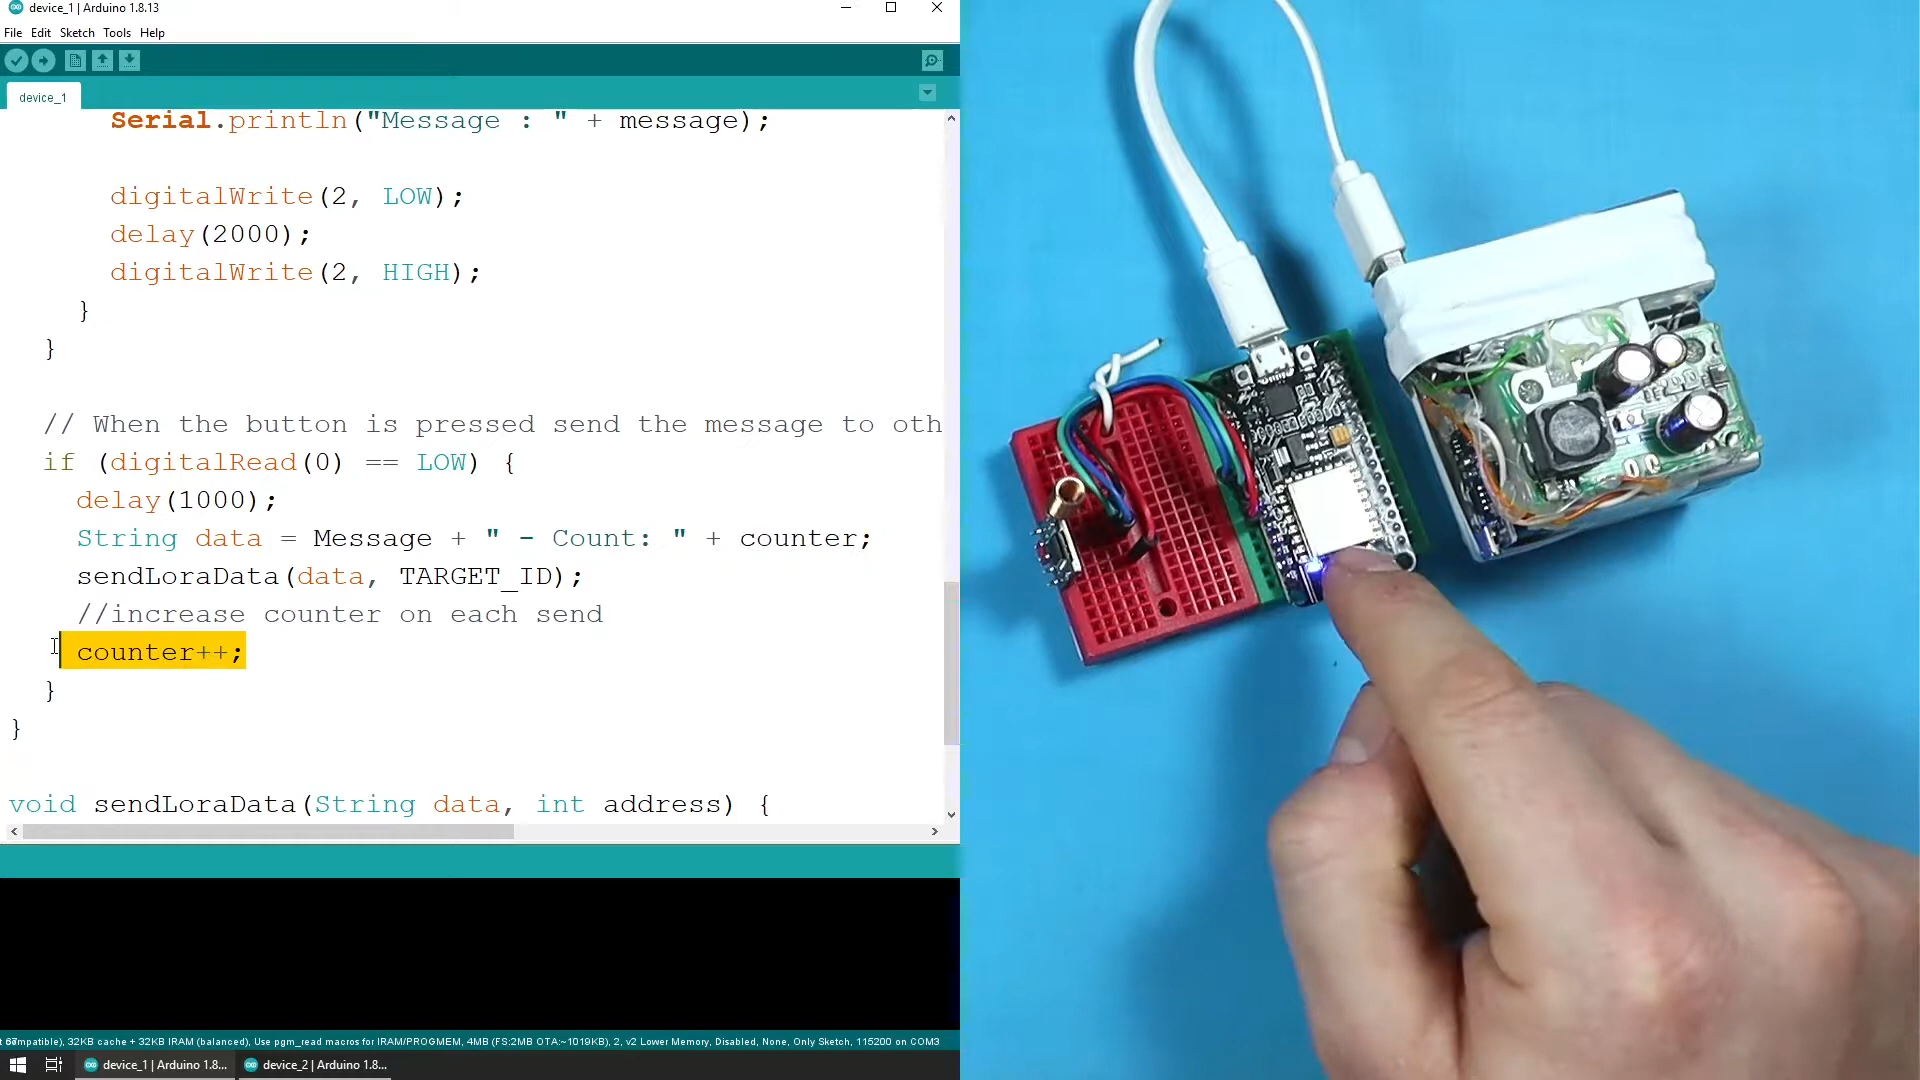 device_1 | Arduino 1.8.13
File Edit Sketch Tools Help
device_1
Serial.println("Message : " + message);
digitalWrite(2, LOW);
delay(2000);
digitalWrite(2, HIGH);
}
}
// When the button is pressed send the message to oth
if (digitalRead(0) == LOW) {
delay(1000);
String data = Message + " - Count: " + counter;
sendLoraData(data, TARGET_ID);
//increase counter on each send
counter++;
}
}
void sendLoraData(String data, int address) {
compatible), 32KB cache + 32KB IRAM (balanced), Use pgm_read macros for IRAM/PROGMEM, 4MB (FS:2MB OTA:~1019KB), 2, v2 Lower Memory, Disabled, None, Only Sketch, 115200 on COM3
device_1 | Arduino 1.8... device_2 | Arduino 1.8...